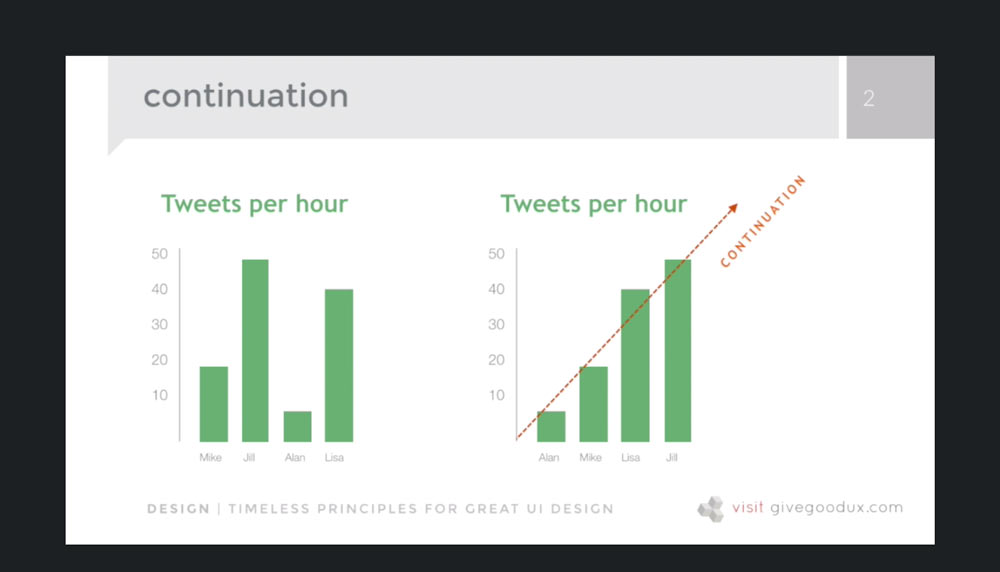 continuation
2
Tweets per hour
50
40
30
20
10
Mike Jill Alan Lisa
Tweets per hour
50
40
30
20
10
Alan Mike Lisa Jill
CONTINUATION
DESIGN | TIMELESS PRINCIPLES FOR GREAT UI DESIGN
visit givegoodux.com